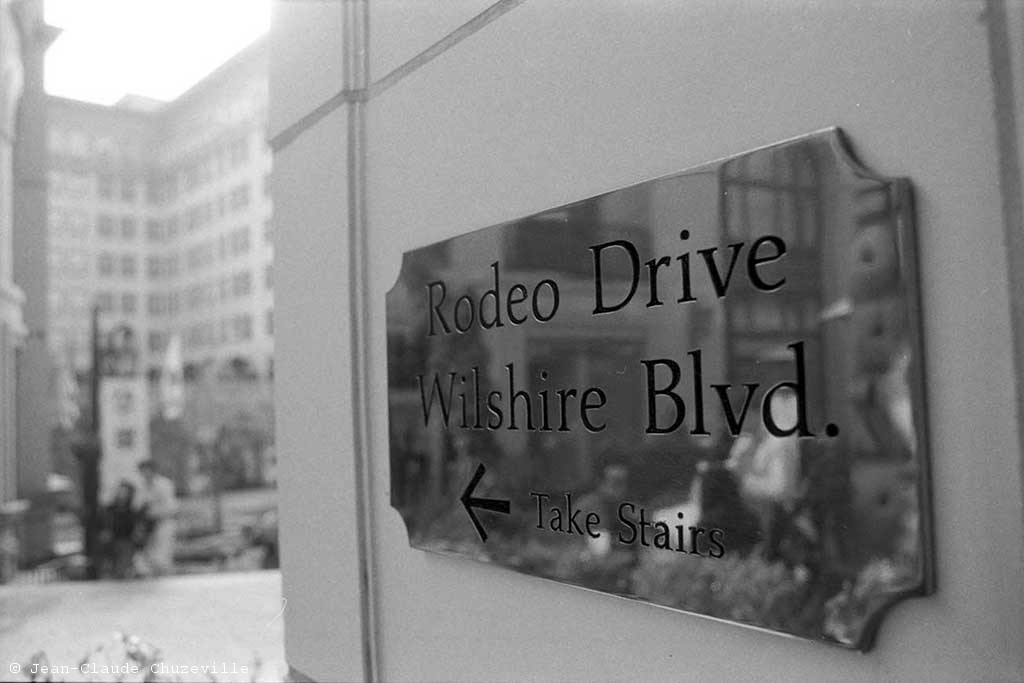 Rodeo Drive
Wilshire Blvd.
← Take Stairs
© Jean-Claude Chuzeville